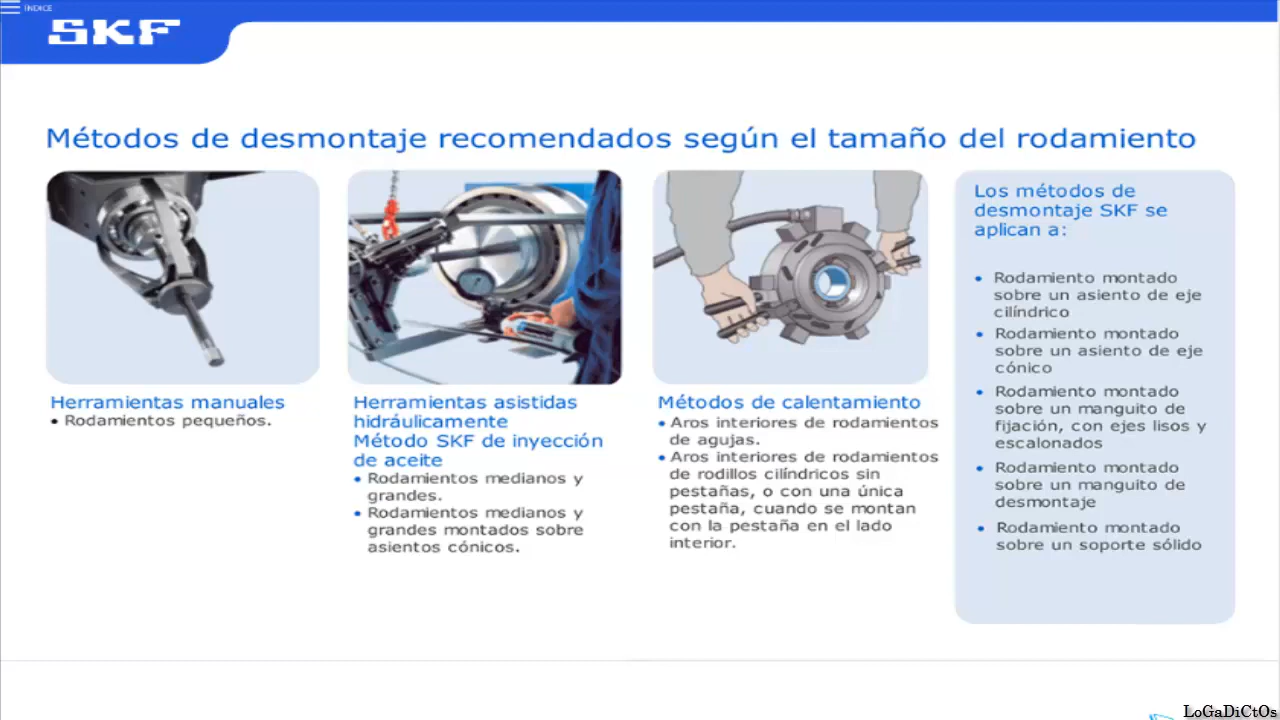 ÍNDICE
SKF
Métodos de desmontaje recomendados según el tamaño del rodamiento
Herramientas manuales
• Rodamientos pequeños.
Herramientas asistidas
hidráulicamente
Método SKF de inyección
de aceite
• Rodamientos medianos y
grandes.
• Rodamientos medianos y
grandes montados sobre
asientos cónicos.
Métodos de calentamiento
• Aros interiores de rodamientos
de agujas.
• Aros interiores de rodamientos
de rodillos cilíndricos sin
pestañas, o con una única
pestaña, cuando se montan
con la pestaña en el lado
interior.
Los métodos de
desmontaje SKF se
aplican a:
• Rodamiento montado
sobre un asiento de eje
cilíndrico
• Rodamiento montado
sobre un asiento de eje
cónico
• Rodamiento montado
sobre un manguito de
fijación, con ejes lisos y
escalonados
• Rodamiento montado
sobre un manguito de
desmontaje
• Rodamiento montado
sobre un soporte sólido
LoGaDiCtOs